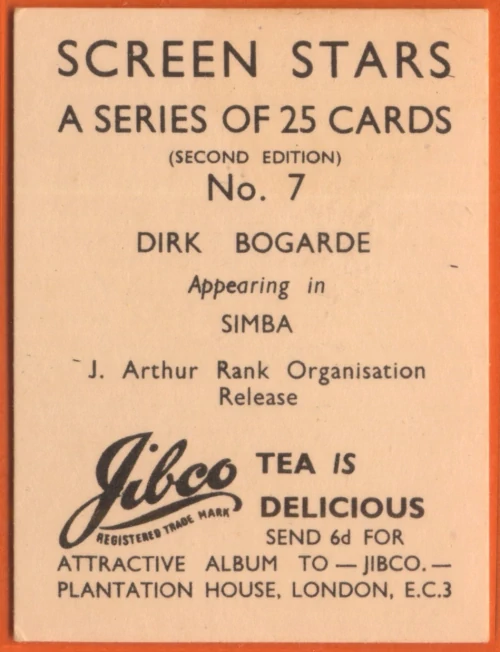 SCREEN STARS
A SERIES OF 25 CARDS
(SECOND EDITION)
No. 7
DIRK BOGARDE
Appearing in
SIMBA
J. Arthur Rank Organisation
Release
Jibco TEA IS
REGISTERED TRADE MARK DELICIOUS
SEND 6d FOR
ATTRACTIVE ALBUM TO — JIBCO. —
PLANTATION HOUSE, LONDON, E.C.3